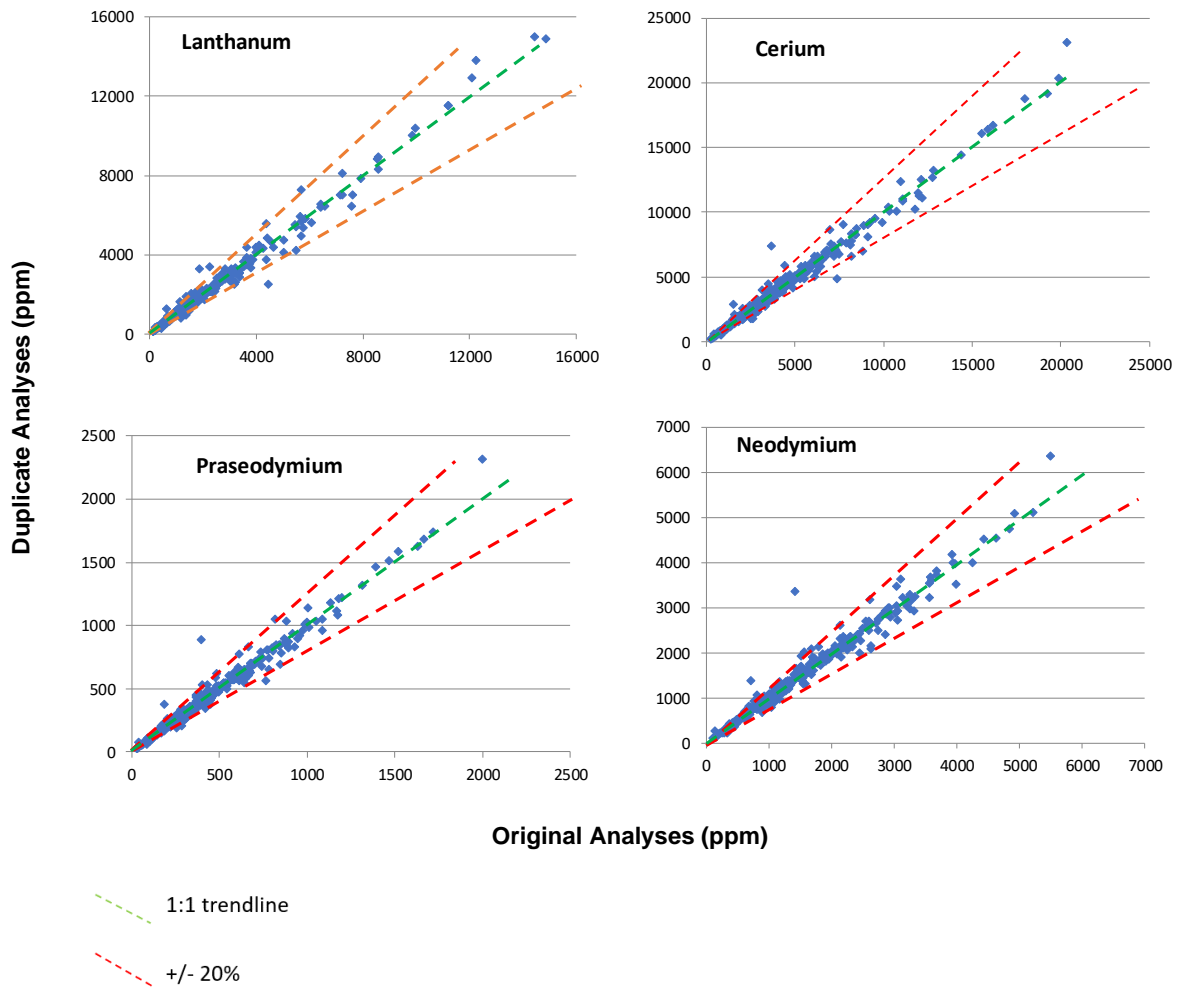 Duplicate Analyses (ppm)
Lanthanum
16000
12000
8000
4000
0
0 4000 8000 12000 16000
Cerium
25000
20000
15000
10000
5000
0
0 5000 10000 15000 20000 25000
Praseodymium
2500
2000
1500
1000
500
0
0 500 1000 1500 2000 2500
Neodymium
7000
6000
5000
4000
3000
2000
1000
0
0 1000 2000 3000 4000 5000 6000 7000
Original Analyses (ppm)
1:1 trendline
+/- 20%